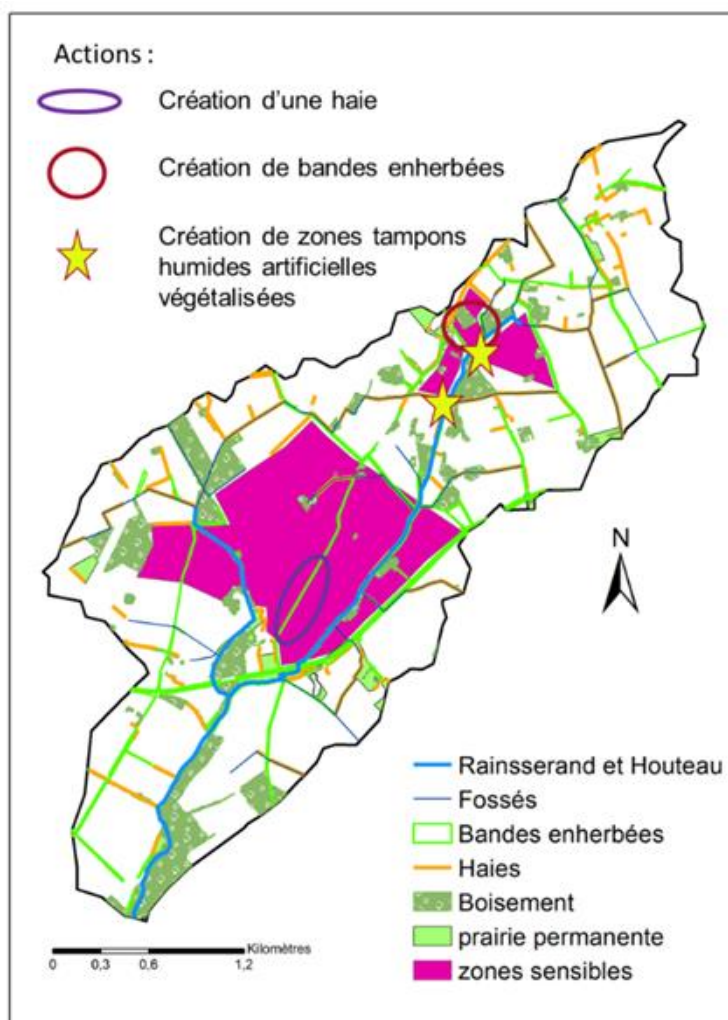 Actions :
Création d'une haie
Création de bandes enherbées
Création de zones tampons
humides artificielles
végétalisées
N
Rainsserand et Houteau
Fossés
Bandes enherbées
Haies
Boisement
prairie permanente
zones sensibles
Kilomètres
0 0,3 0,6 1,2